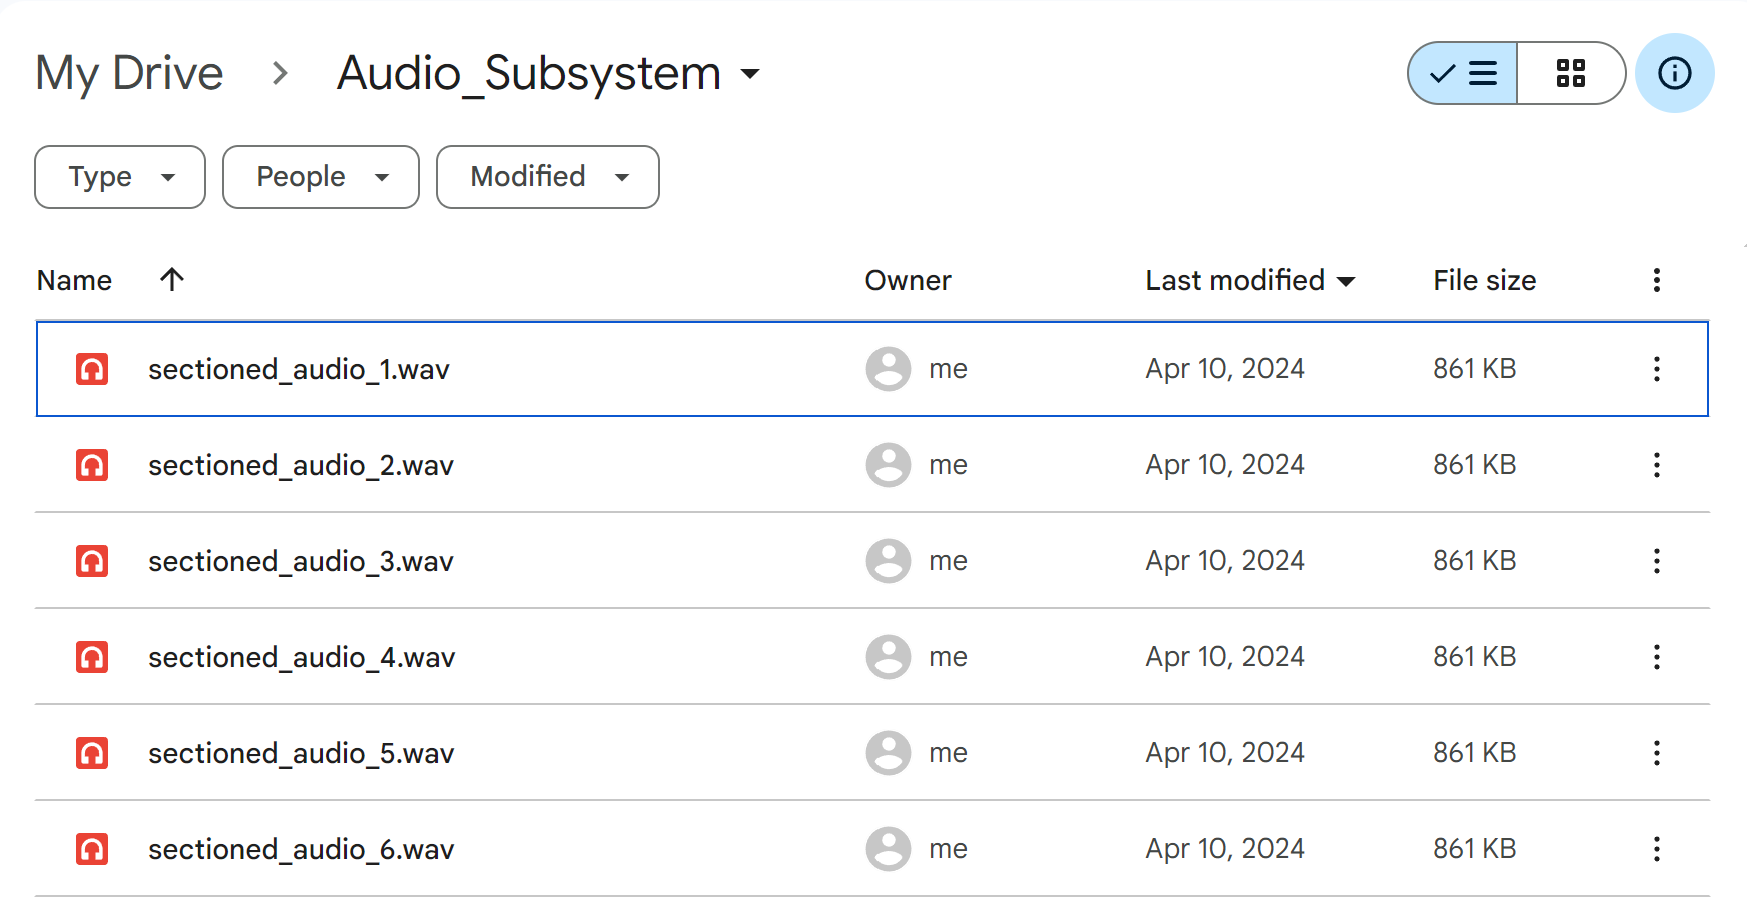 My Drive > Audio_Subsystem
Type People Modified
Name Owner Last modified File size
sectioned_audio_1.wav me Apr 10, 2024 861 KB
sectioned_audio_2.wav me Apr 10, 2024 861 KB
sectioned_audio_3.wav me Apr 10, 2024 861 KB
sectioned_audio_4.wav me Apr 10, 2024 861 KB
sectioned_audio_5.wav me Apr 10, 2024 861 KB
sectioned_audio_6.wav me Apr 10, 2024 861 KB